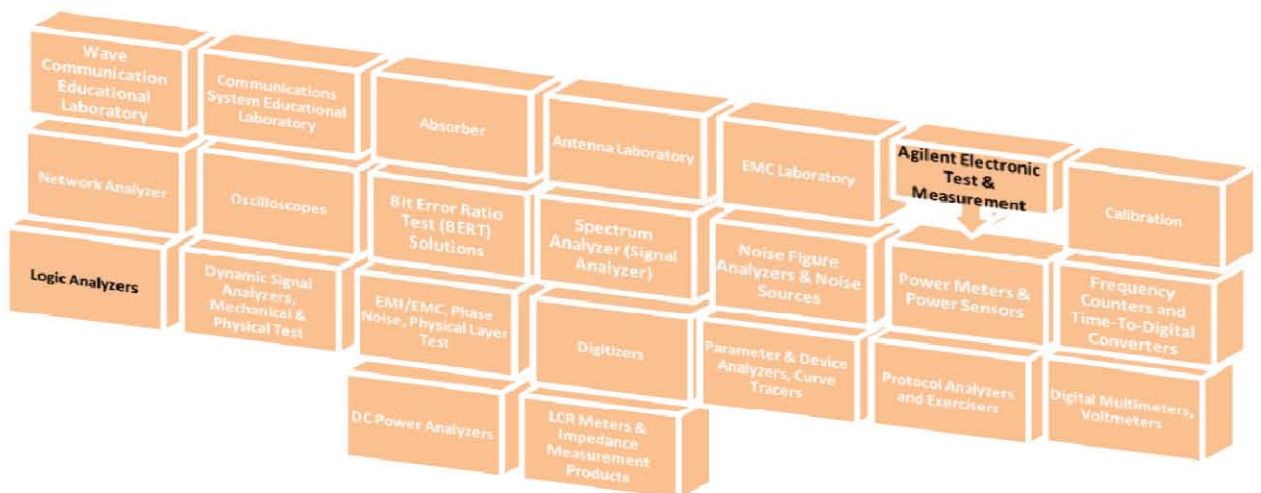 Wave
Communication
Educational
Laboratory
Communications
System Educational
Laboratory
Absorber
Antenna Laboratory
EMC Laboratory
Agilent Electronic
Test &
Measurement
Calibration
Network Analyzer
Oscilloscopes
Bit Error Ratio
Test (BERT)
Solutions
Spectrum
Analyzer (Signal
Analyzer)
Noise Figure
Analyzers & Noise
Sources
Power Meters &
Power Sensors
Frequency
Counters and
Time-To-Digital
Converters
Logic Analyzers
Dynamic Signal
Analyzers,
Mechanical &
Physical Test
EMI/EMC, Phase
Noise, Physical Layer
Test
Digitizers
Parameter & Device
Analyzers, Curve
Tracers
Protocol Analyzers
and Exercisers
Digital Multimeters,
Voltmeters
DC Power Analyzers
LCR Meters &
Impedance
Measurement
Products